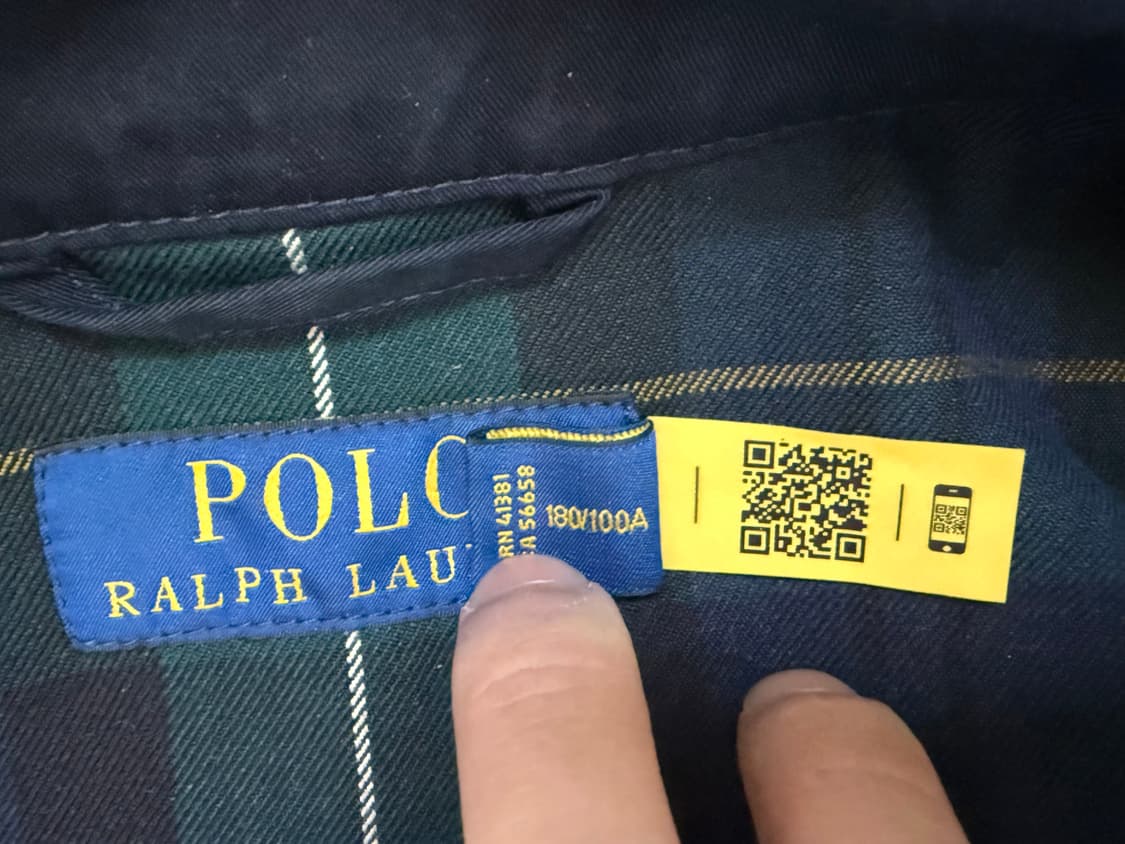 POLO
RALPH LAU
RN 41381
CA 56658
180/100A